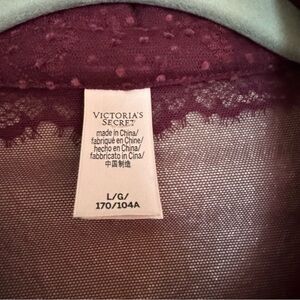 VICTORIA'S
SECRET
made in China/
fabriqué en Chine/
hecho en China/
fabbricato in Cina/
中国制造
L/G/
170/104A